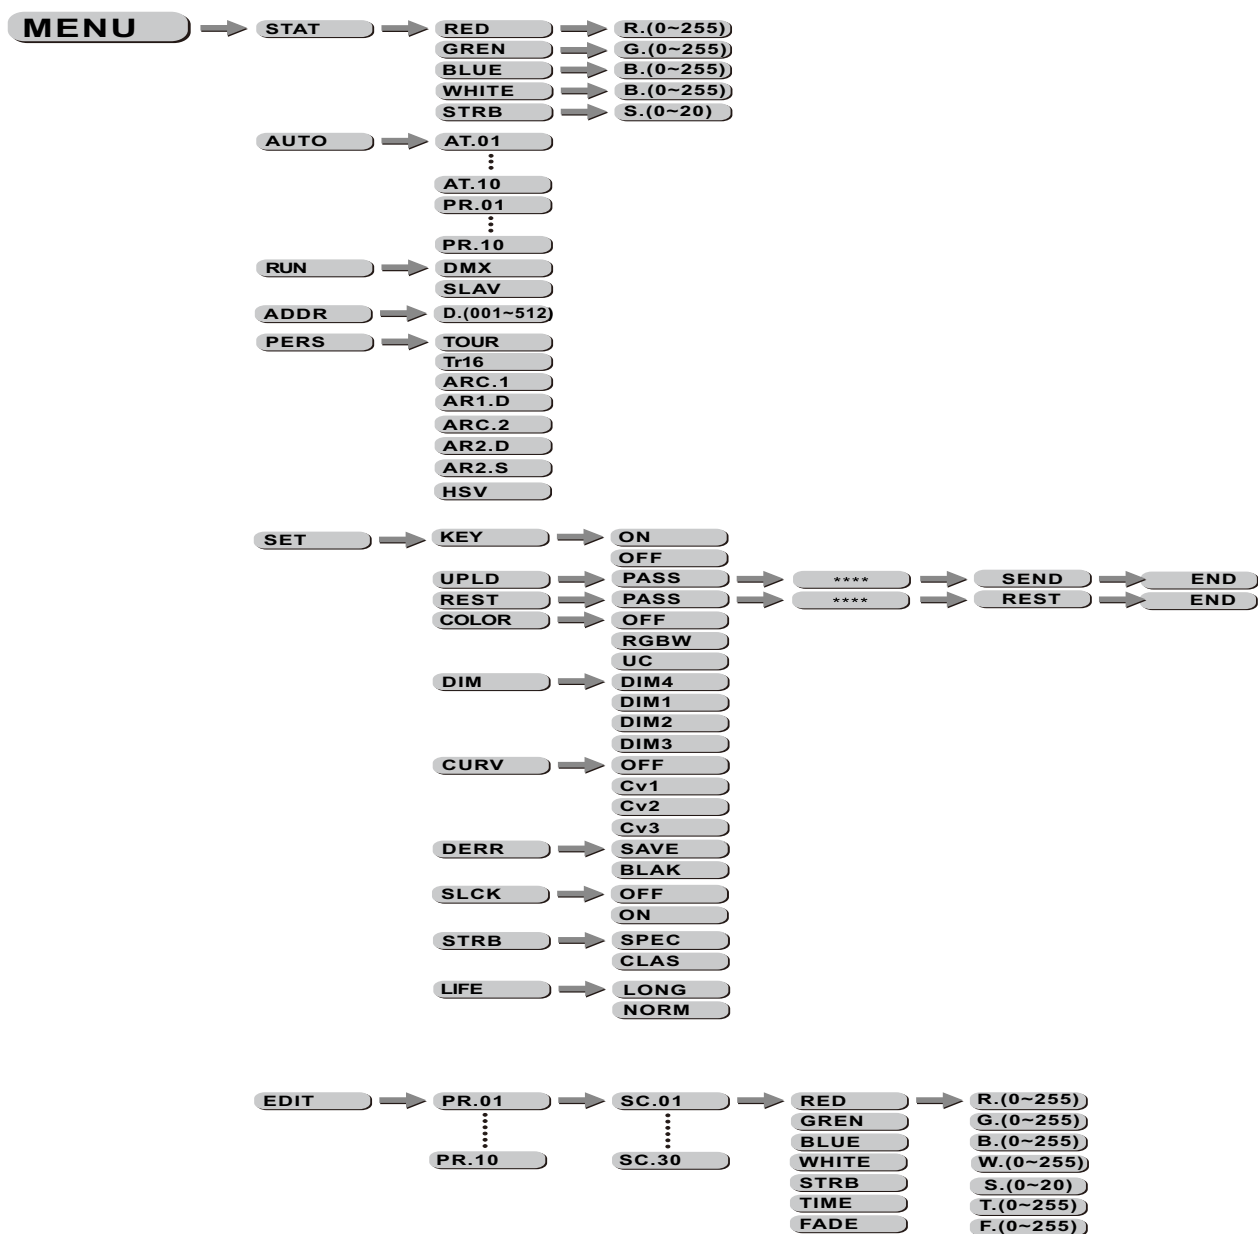 MENU STAT RED R.(0~255)
GREN G.(0~255)
BLUE B.(0~255)
WHITE B.(0~255)
STRB S.(0~20)
AUTO AT.01
AT.10
PR.01
PR.10
RUN DMX
SLAV
ADDR D.(001~512)
PERS TOUR
Tr16
ARC.1
AR1.D
ARC.2
AR2.D
AR2.S
HSV
SET KEY ON
OFF
UPLD PASS **** SEND END
REST PASS **** REST END
COLOR OFF
RGBW
UC
DIM DIM4
DIM1
DIM2
DIM3
CURV OFF
Cv1
Cv2
Cv3
DERR SAVE
BLAK
SLCK OFF
ON
STRB SPEC
CLAS
LIFE LONG
NORM
EDIT PR.01 SC.01 RED R.(0~255)
GREN G.(0~255)
BLUE B.(0~255)
PR.10 SC.30 WHITE W.(0~255)
STRB S.(0~20)
TIME T.(0~255)
FADE F.(0~255)